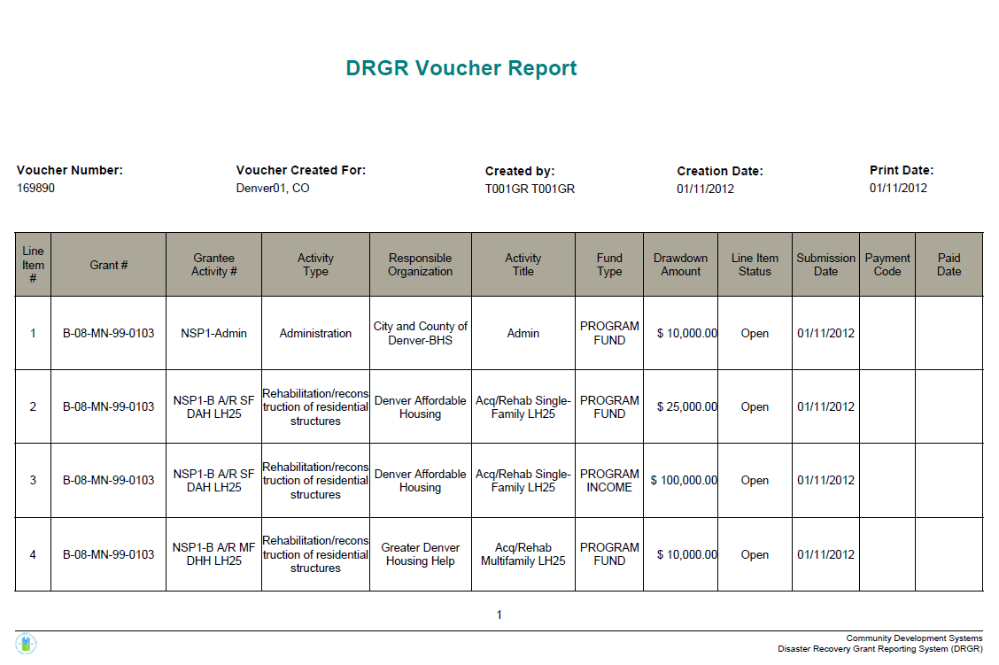 DRGR Voucher Report
Voucher Number:
169890
Voucher Created For:
Denver01, CO
Created by:
T001GR T001GR
Creation Date:
01/11/2012
Print Date:
01/11/2012
Line
Item
#
Grant #
Grantee
Activity #
Activity
Type
Responsible
Organization
Activity
Title
Fund
Type
Drawdown
Amount
Line Item
Status
Submission
Date
Payment
Code
Paid
Date
1
B-08-MN-99-0103
NSP1-Admin
Administration
City and County of
Denver-BHS
Admin
PROGRAM
FUND
$ 10,000.00
Open
01/11/2012
2
B-08-MN-99-0103
NSP1-B A/R SF
DAH LH25
Rehabilitation/recons
truction of residential
structures
Denver Affordable
Housing
Acq/Rehab Single-
Family LH25
PROGRAM
FUND
$ 25,000.00
Open
01/11/2012
3
B-08-MN-99-0103
NSP1-B A/R SF
DAH LH25
Rehabilitation/recons
truction of residential
structures
Denver Affordable
Housing
Acq/Rehab Single-
Family LH25
PROGRAM
INCOME
$ 100,000.00
Open
01/11/2012
4
B-08-MN-99-0103
NSP1-B A/R MF
DHH LH25
Rehabilitation/recons
truction of residential
structures
Greater Denver
Housing Help
Acq/Rehab
Multifamily LH25
PROGRAM
FUND
$ 10,000.00
Open
01/11/2012
1
Community Development Systems
Disaster Recovery Grant Reporting System (DRGR)